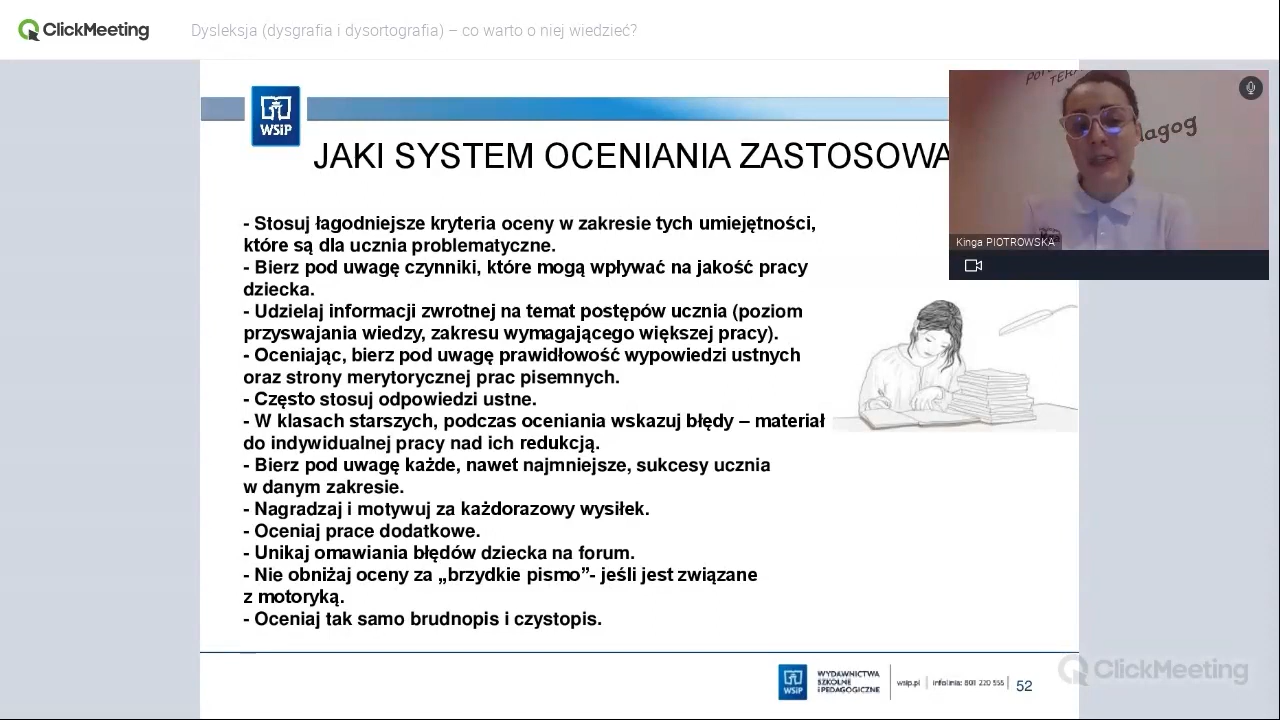 ClickMeeting
Dysleksja (dysgrafia i dysortografia) – co warto o niej wiedzieć?
WSiP
JAKI SYSTEM OCENIANIA ZASTOSOWA
lagog
Kinga PIOTROWSKA
- Stosuj łagodniejsze kryteria oceny w zakresie tych umiejętności,
które są dla ucznia problematyczne.
- Bierz pod uwagę czynniki, które mogą wpływać na jakość pracy
dziecka.
- Udzielaj informacji zwrotnej na temat postępów ucznia (poziom
przyswajania wiedzy, zakresu wymagającego większej pracy).
- Oceniając, bierz pod uwagę prawidłowość wypowiedzi ustnych
oraz strony merytorycznej prac pisemnych.
- Często stosuj odpowiedzi ustne.
- W klasach starszych, podczas oceniania wskazuj błędy – materiał
do indywidualnej pracy nad ich redukcją.
- Bierz pod uwagę każde, nawet najmniejsze, sukcesy ucznia
w danym zakresie.
- Nagradzaj i motywuj za każdorazowy wysiłek.
- Oceniaj prace dodatkowe.
- Unikaj omawiania błędów dziecka na forum.
- Nie obniżaj oceny za „brzydkie pismo”- jeśli jest związane
z motoryką.
- Oceniaj tak samo brudnopis i czystopis.
WSiP
WYDAWNICTWA
SZKOLNE
i PEDAGOGICZNE
wsip.pl
infolinia: 801 220 555
52
ClickMeeting